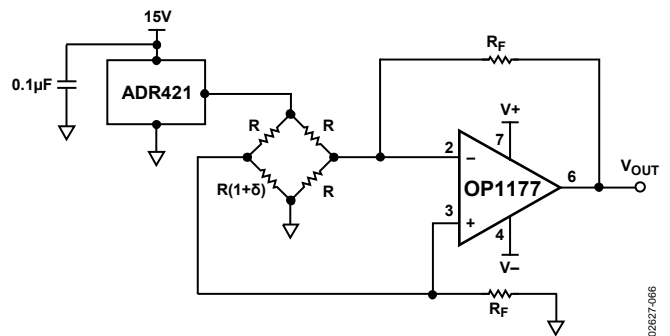 15V
R_F
0.1µF
ADR421
V+
R
R
7
2
−
V_OUT
OP1177
6
R(1+δ)
R
3
+
4
V−
R_F
02627-066